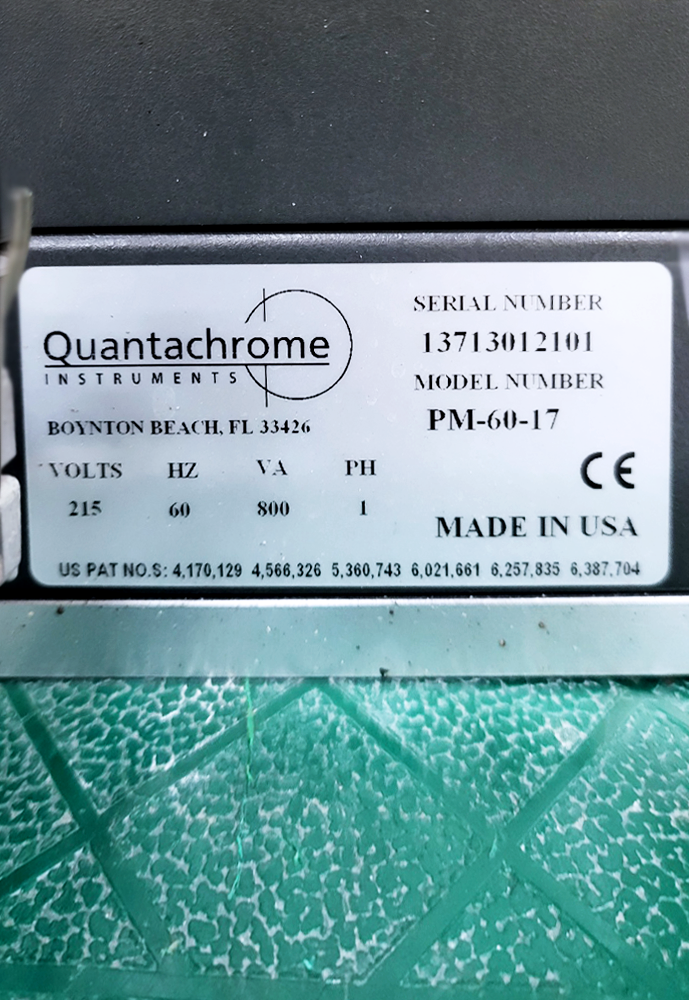 Quantachrome
INSTRUMENTS
BOYNTON BEACH, FL 33426
SERIAL NUMBER
13713012101
MODEL NUMBER
PM-60-17
VOLTS HZ VA PH
215 60 800 1
CE
MADE IN USA
US PAT NO.S: 4,170,129 4,566,326 5,360,743 6,021,661 6,257,835 6,387,704